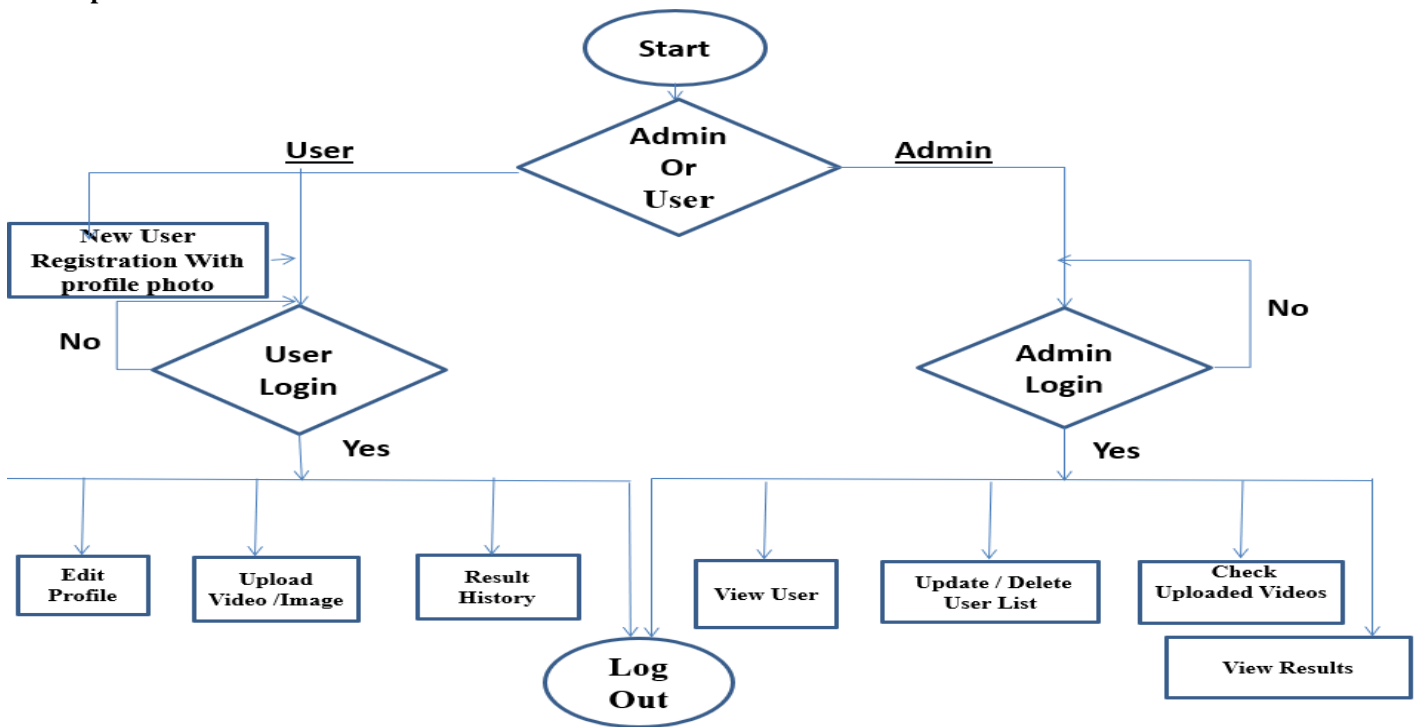 Start
Admin
Or
User
User
Admin
New User
Registration With
profile photo
No
User
Login
Yes
Admin
Login
No
Yes
Edit
Profile
Upload
Video /Image
Result
History
View User
Update / Delete
User List
Check
Uploaded Videos
View Results
Log
Out